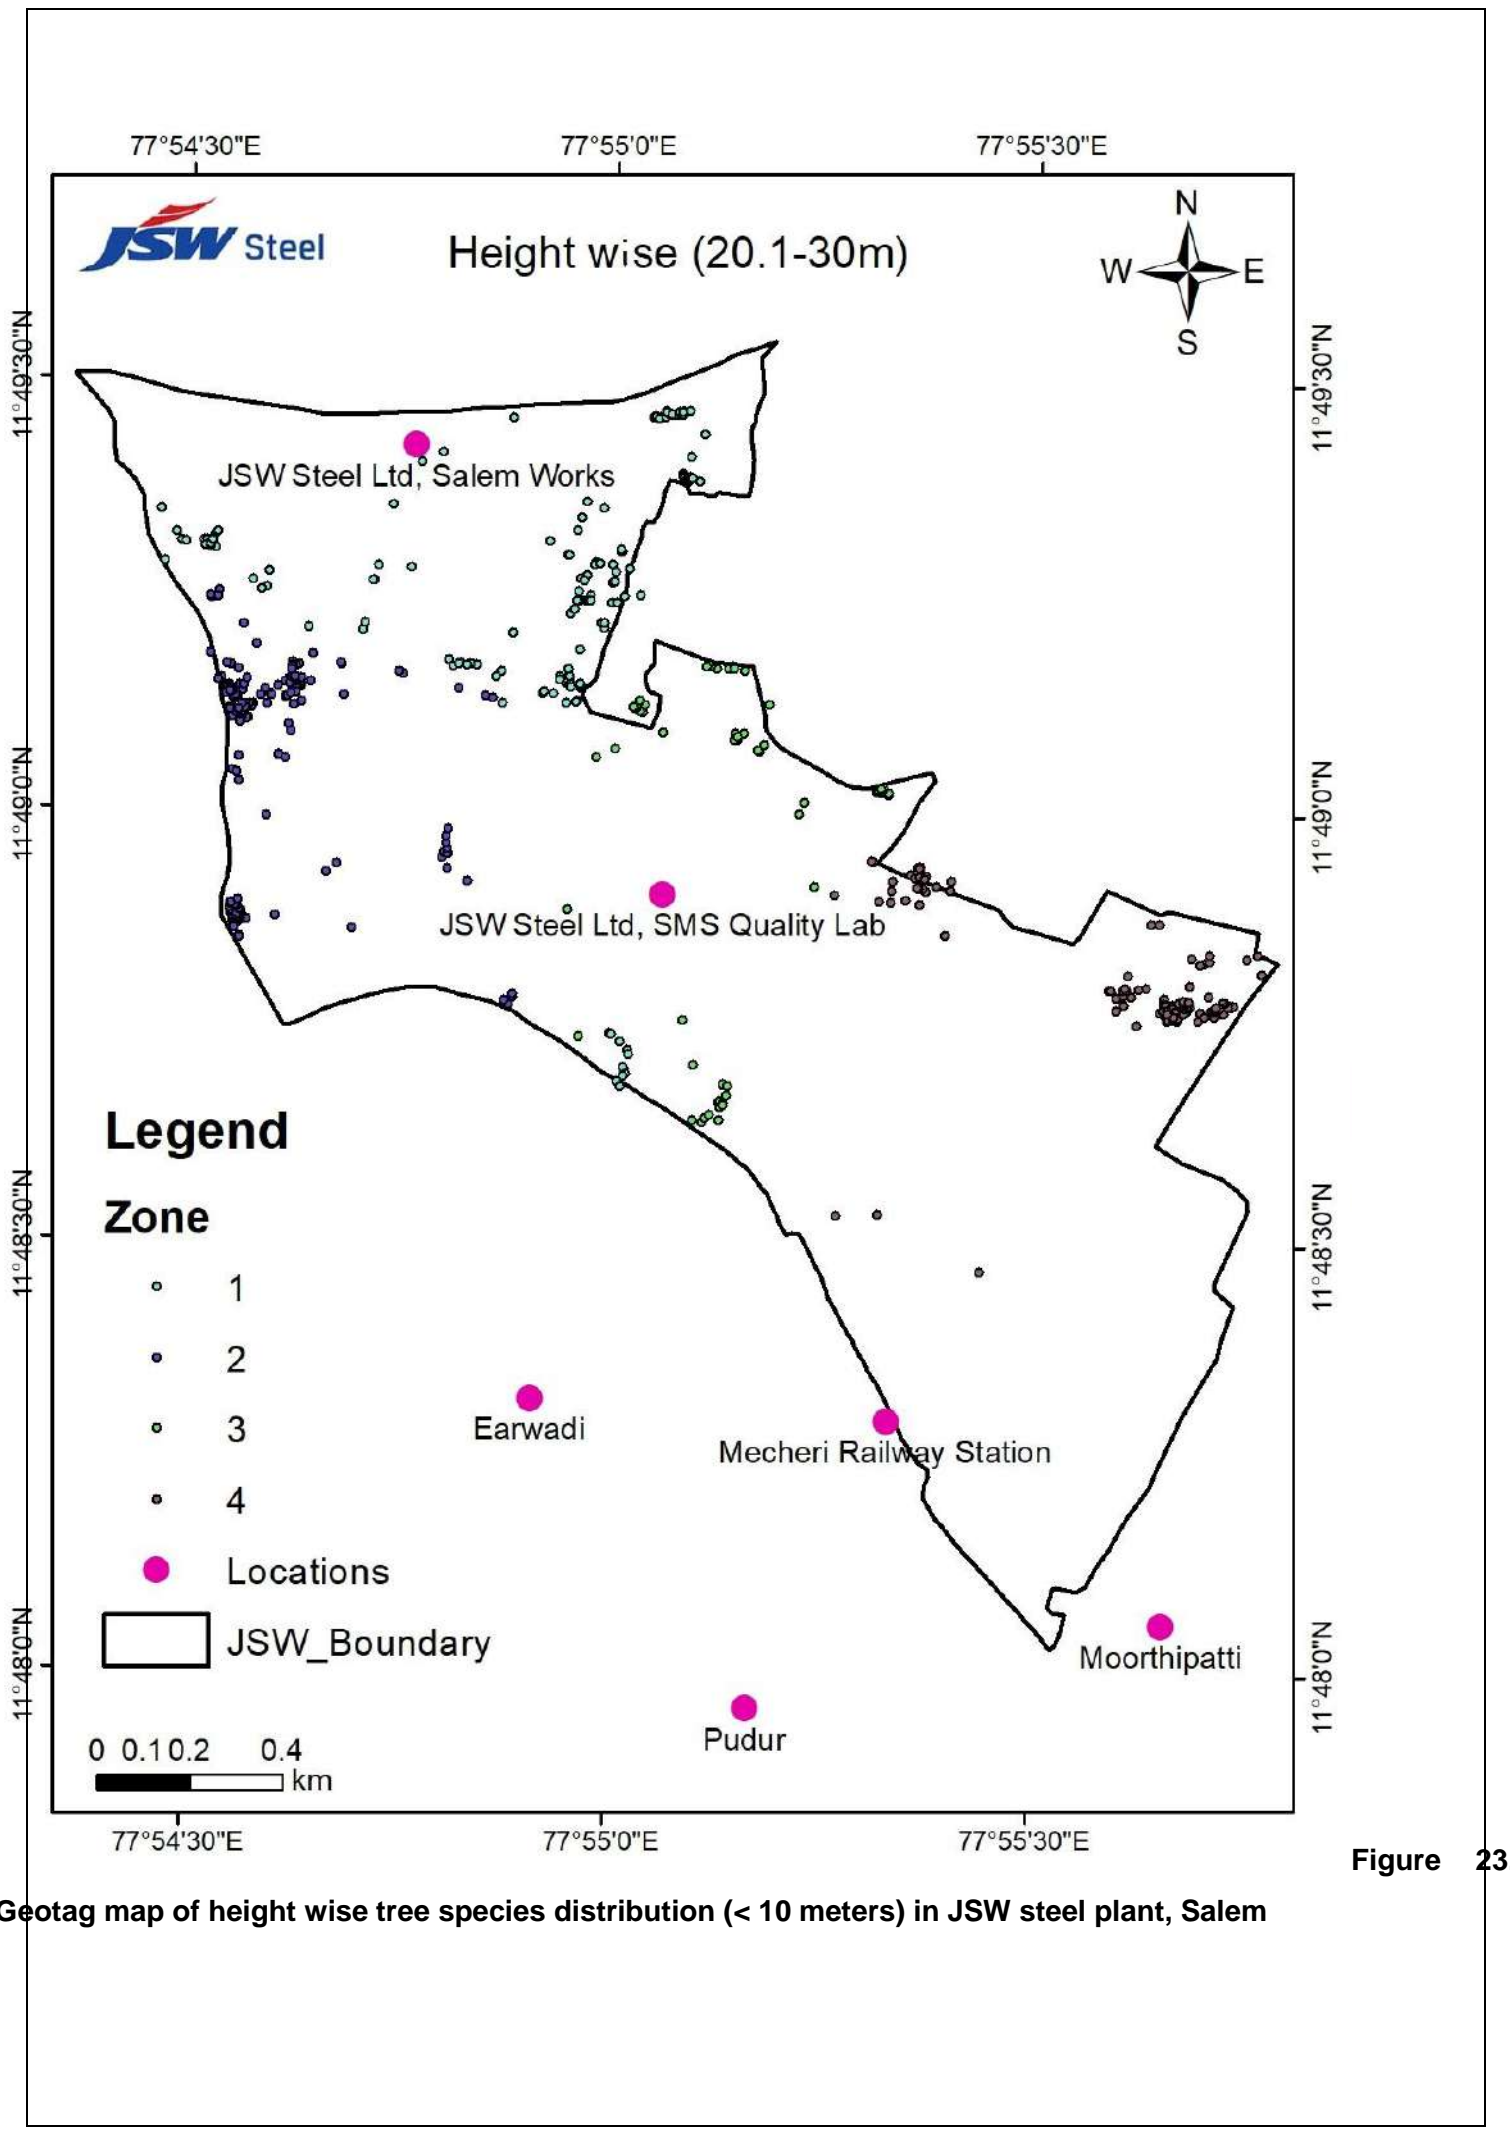 77°54'30"E 77°55'0"E 77°55'30"E
JSW Steel
Height wise (20.1-30m)
N
W E
S
11°49'30"N
11°49'30"N
JSW Steel Ltd, Salem Works
11°49'0"N
11°49'0"N
JSW Steel Ltd, SMS Quality Lab
Legend
Zone
11°48'30"N
11°48'30"N
1
2
3
4
Locations
JSW_Boundary
Earwadi
Mecheri Railway Station
Moorthipatti
Pudur
11°48'0"N
11°48'0"N
0 0.1 0.2 0.4
km
77°54'30"E 77°55'0"E 77°55'30"E
Figure 23
Geotag map of height wise tree species distribution (< 10 meters) in JSW steel plant, Salem